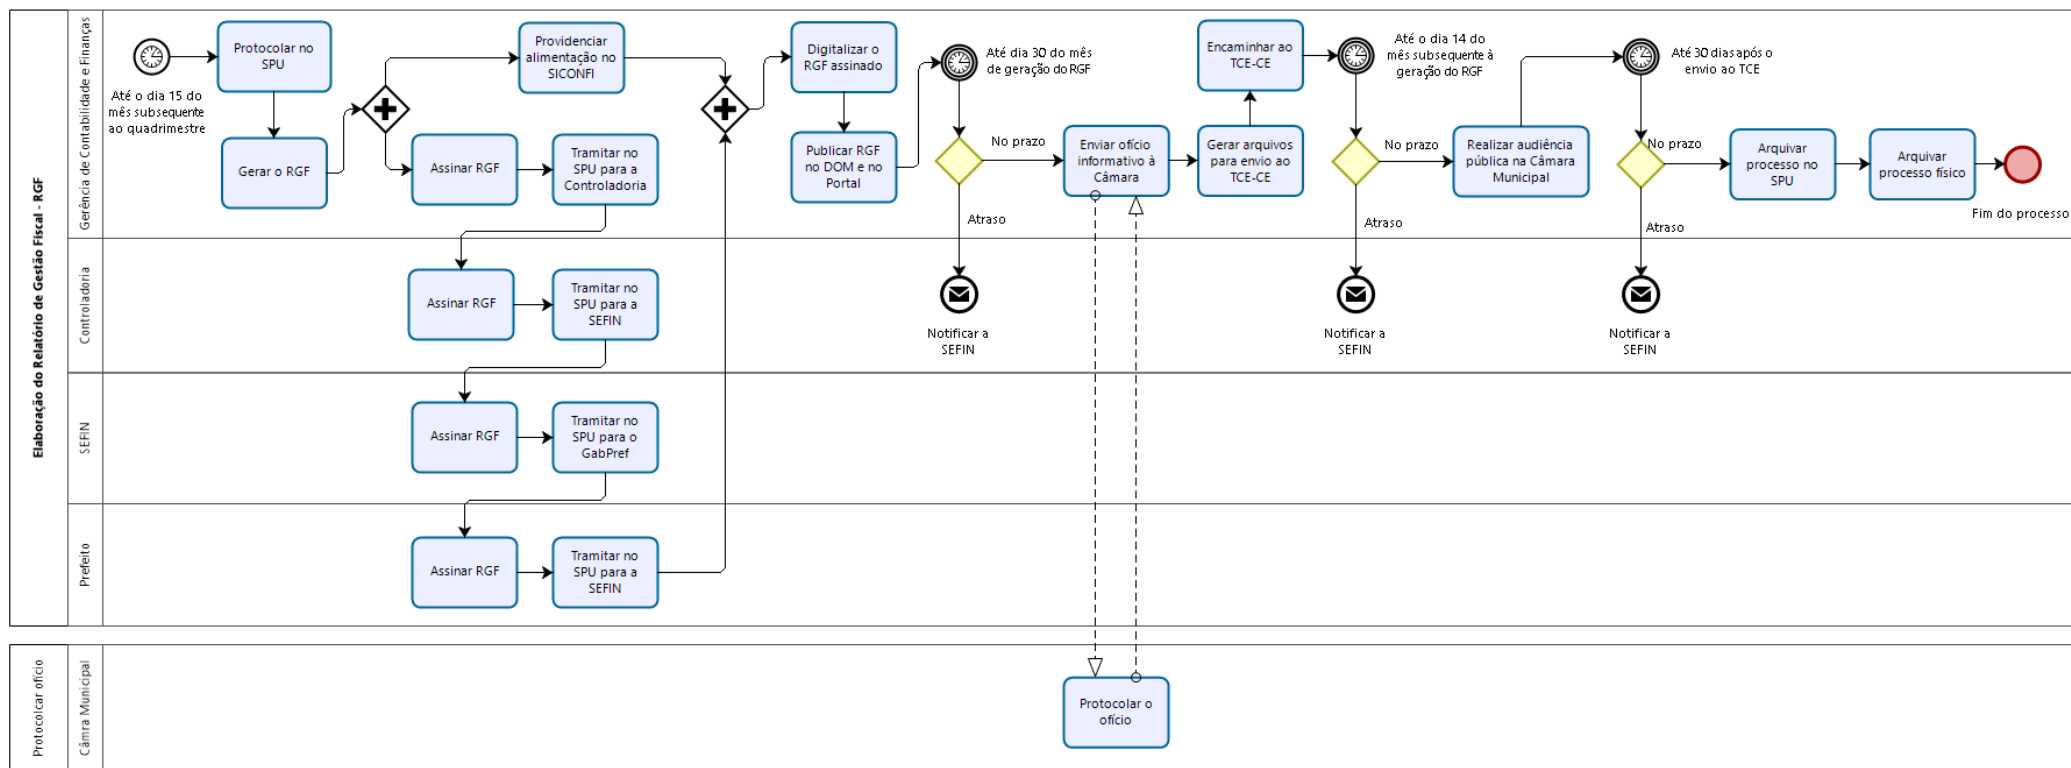 Elaboração do Relatório de Gestão Fiscal - RGF
Gerência de Contabilidade e Finanças
Até o dia 15 do
mês subsequente
ao quadrimestre
Protocolar no
SPU
Gerar o RGF
Providenciar
alimentação no
SICONFI
Assinar RGF
Tramitar no
SPU para a
Controladoria
Digitalizar o
RGF assinado
Publicar RGF
no DOM e no
Portal
Até dia 30 do mês
de geração do RGF
No prazo
Atraso
Enviar ofício
informativo à
Câmara
Encaminhar ao
TCE-CE
Gerar arquivos
para envio ao
TCE-CE
Até o dia 14 do
mês subsequente à
geração do RGF
No prazo
Atraso
Realizar audiência
pública na Câmara
Municipal
Até 30 dias após o
envio ao TCE
No prazo
Atraso
Arquivar
processo no
SPU
Arquivar
processo físico
Fim do processo
Controladoria
Assinar RGF
Tramitar no
SPU para a
SEFIN
Notificar a
SEFIN
Notificar a
SEFIN
Notificar a
SEFIN
SEFIN
Assinar RGF
Tramitar no
SPU para o
GabPref
Prefeito
Assinar RGF
Tramitar no
SPU para a
SEFIN
Protocolcar ofício
Câmra Municipal
Protocolar o
ofício